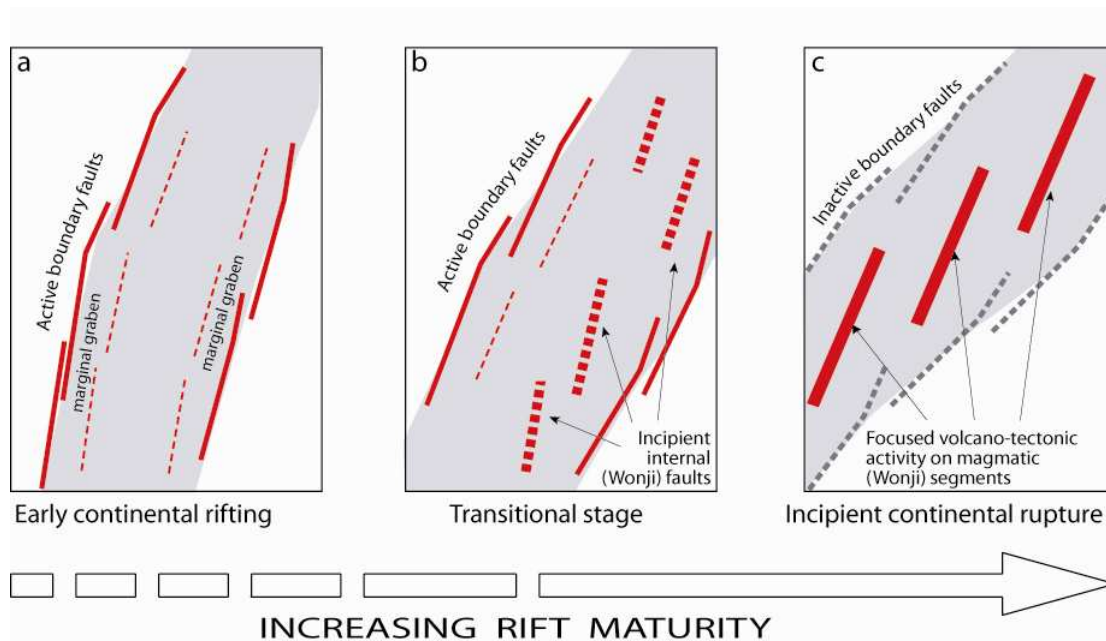 a
Active boundary faults
marginal graben
marginal graben
Early continental rifting
b
Active boundary faults
Incipient
internal
(Wonji) faults
Transitional stage
c
Inactive boundary faults
Focused volcano-tectonic
activity on magmatic
(Wonji) segments
Incipient continental rupture
INCREASING RIFT MATURITY